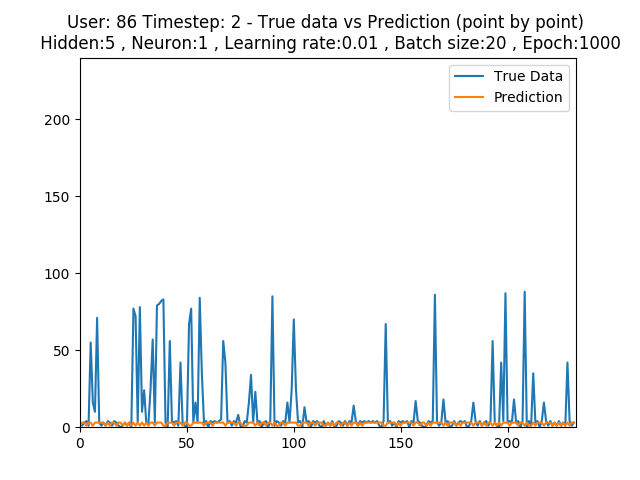 User: 86 Timestep: 2 - True data vs Prediction (point by point)
Hidden:5 , Neuron:1 , Learning rate:0.01 , Batch size:20 , Epoch:1000
True Data
Prediction
200
150
100
50
0
0 50 100 150 200